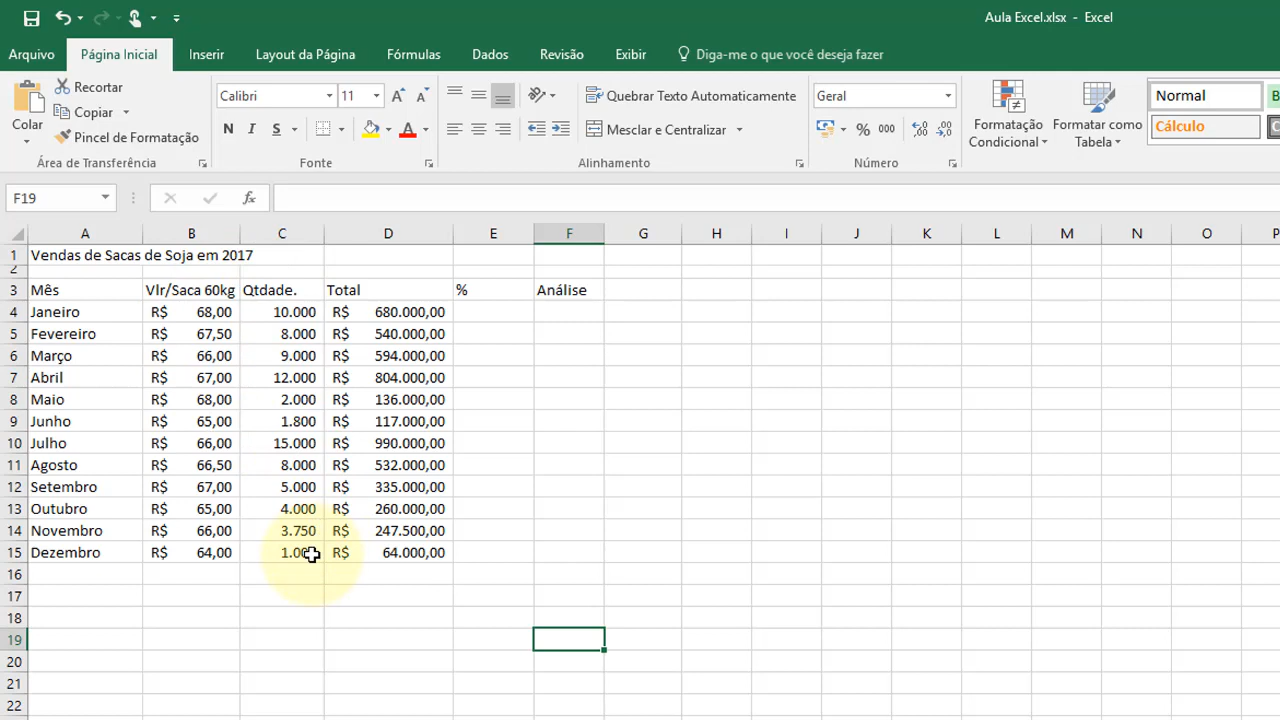 Aula Excel.xlsx - Excel
Arquivo Página Inicial Inserir Layout da Página Fórmulas Dados Revisão Exibir Diga-me o que você deseja fazer
Colar
Recortar
Copiar
Pincel de Formatação
Área de Transferência
Calibri 11
N I S
Fonte
Quebrar Texto Automaticamente
Mesclar e Centralizar
Alinhamento
Geral
% 000
Número
Formatação
Condicional
Formatar como
Tabela
Normal
Cálculo
F19 fx
A B C D E F G H I J K L M N O P
1 Vendas de Sacas de Soja em 2017
2
3 Mês Vlr/Saca 60kg Qtdade. Total % Análise
4 Janeiro R$ 68,00 10.000 R$ 680.000,00
5 Fevereiro R$ 67,50 8.000 R$ 540.000,00
6 Março R$ 66,00 9.000 R$ 594.000,00
7 Abril R$ 67,00 12.000 R$ 804.000,00
8 Maio R$ 68,00 2.000 R$ 136.000,00
9 Junho R$ 65,00 1.800 R$ 117.000,00
10 Julho R$ 66,00 15.000 R$ 990.000,00
11 Agosto R$ 66,50 8.000 R$ 532.000,00
12 Setembro R$ 67,00 5.000 R$ 335.000,00
13 Outubro R$ 65,00 4.000 R$ 260.000,00
14 Novembro R$ 66,00 3.750 R$ 247.500,00
15 Dezembro R$ 64,00 R$ 64.000,00
16
17
18
19
20
21
22